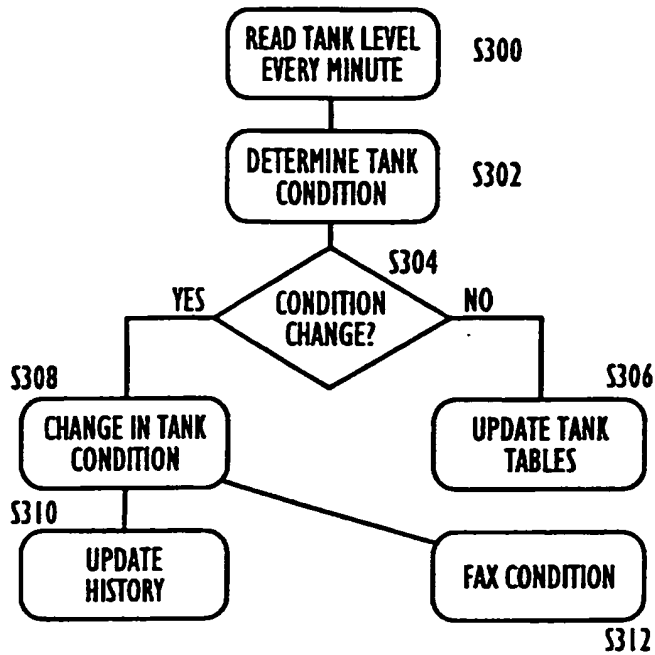 READ TANK LEVEL
EVERY MINUTE
S300
DETERMINE TANK
CONDITION
S302
S304
YES
CONDITION
CHANGE?
NO
S308
S306
CHANGE IN TANK
CONDITION
UPDATE TANK
TABLES
S310
UPDATE
HISTORY
FAX CONDITION
S312